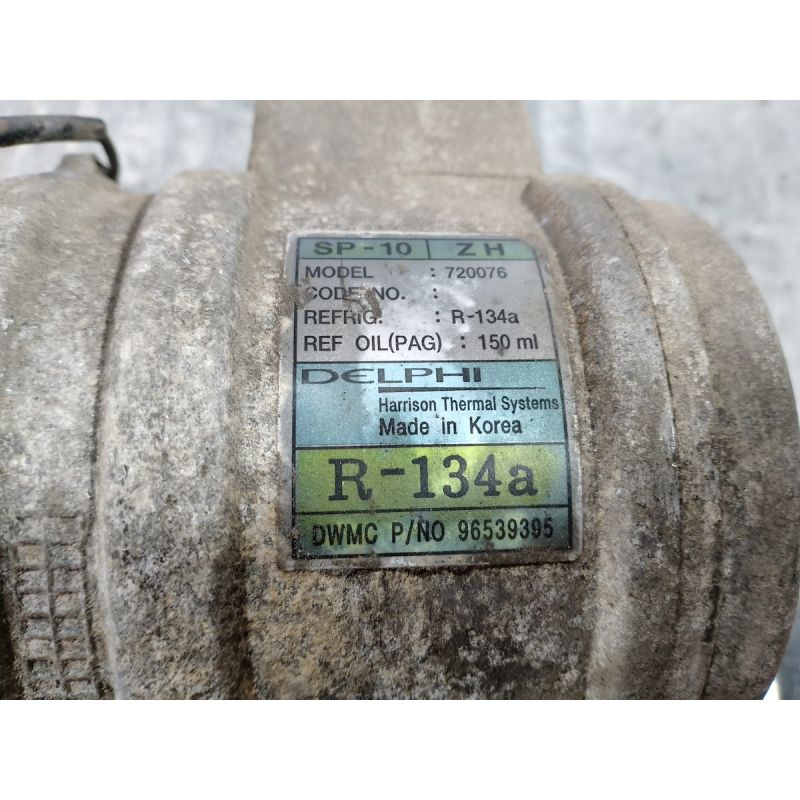 SP-10 ZH
MODEL : 720076
CODE NO. :
REFRIG. : R-134a
REF OIL(PAG) : 150 ml
DELPHI
Harrison Thermal Systems
Made in Korea
R-134a
DWMC P/NO 96539395